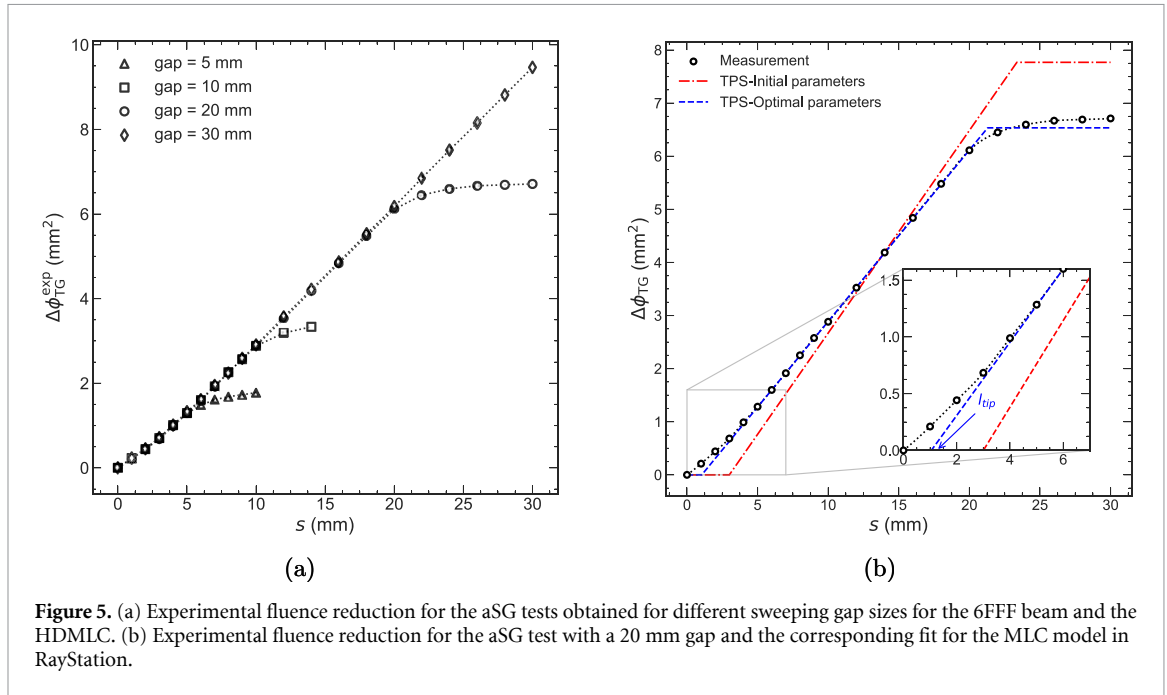 10
8
6
4
2
0
Δϕ_TG^exp (mm²)
gap = 5 mm
gap = 10 mm
gap = 20 mm
gap = 30 mm
0 5 10 15 20 25 30
s (mm)
(a)
8
7
6
5
4
3
2
1
0
Δϕ_TG (mm²)
Measurement
TPS-Initial parameters
TPS-Optimal parameters
1.5
1.0
0.5
0.0
l_tip
0 2 4 6
0 5 10 15 20 25 30
s (mm)
(b)
Figure 5. (a) Experimental fluence reduction for the aSG tests obtained for different sweeping gap sizes for the 6FFF beam and the
HDMLC. (b) Experimental fluence reduction for the aSG test with a 20 mm gap and the corresponding fit for the MLC model in
RayStation.